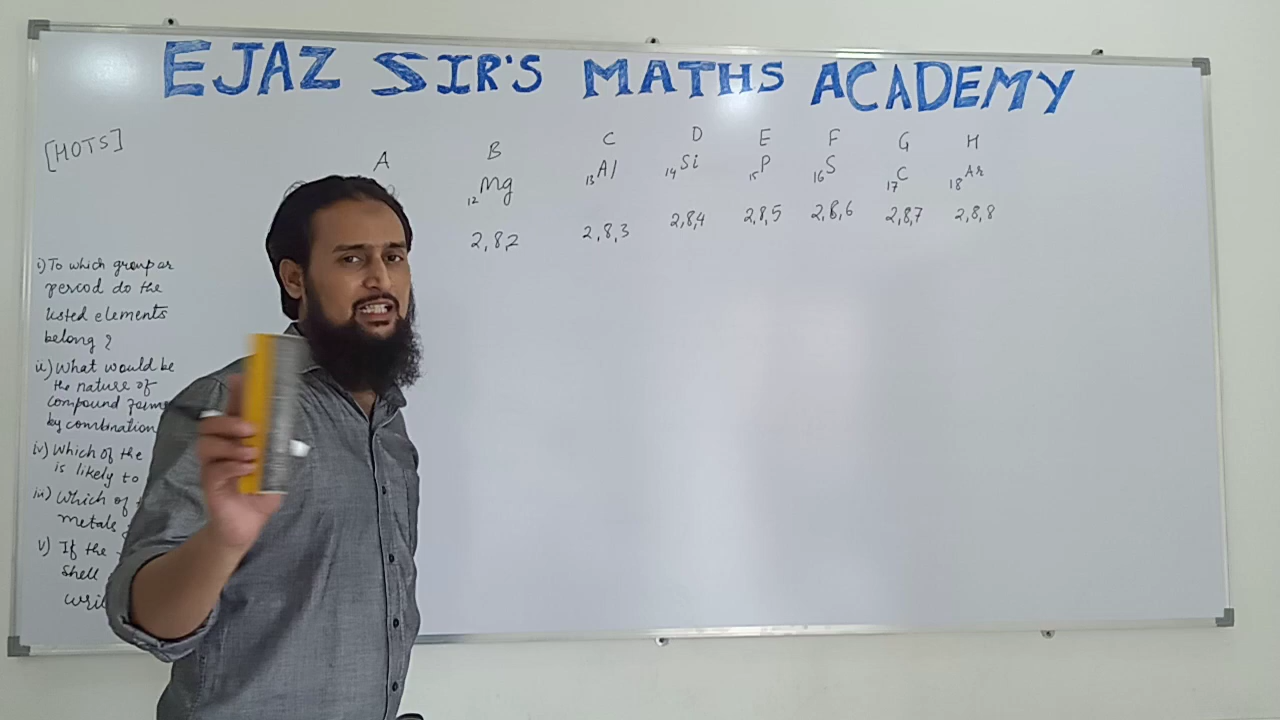 EJAZ SIR'S MATHS ACADEMY
[HOTS]
A B C D E F G H
12Mg 13Al 14Si 15P 16S 17C 18Ar
2,8,2 2,8,3 2,8,4 2,8,5 2,8,6 2,8,7 2,8,8
i) To which group or
period do the
listed elements
belong?
ii) What would be
the nature of
compound
by combination
iv) Which of the
is likely to
iii) Which of
metals
v) If the
shell